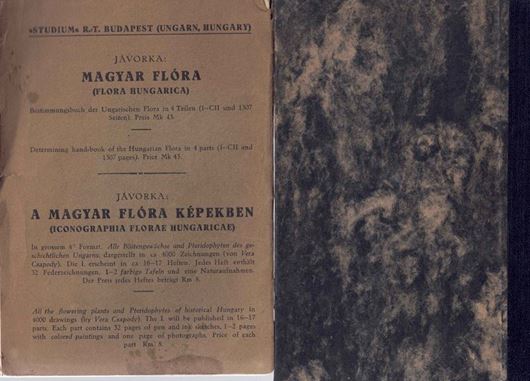 »STUDIUM« R.-T. BUDAPEST (UNGARN, HUNGARY)
JÁVORKA:
MAGYAR FLÓRA
(FLORA HUNGARICA)
Bestimmungsbuch der Ungarischen Flora in 4 Teilen (I–CII und 1307
Seiten). Preis Mk 45.
Determining hand-book of the Hungarian Flora in 4 parts (I–CII and
1307 pages). Price Mk 45.
JÁVORKA:
A MAGYAR FLÓRA KÉPEKBEN
(ICONOGRAPHIA FLORAE HUNGARICAE)
In grossem 4° Format. Alle Blütengewächse und Pteridophyten des ge-
schichtlichen Ungarns, dargestellt in ca 4000 Zeichnungen (von Vera
Csapody). Die I. erscheint in ca 16–17 Heften. Jedes Heft enthält
32 Federzeichnungen, 1–2 farbige Tafeln und eine Naturaufnahmen.
Der Preis jedes Heftes beträgt Rm 8.
All the flowering plants and Pteridophytes of historical Hungary in
4000 drawings (by Vera Csapody). The I. will be published in 16–17
parts. Each part contains 32 pages of pen and ink sketches, 1–2 pages
with colored paintings and one page of photographs. Price of each
part Rm 8.